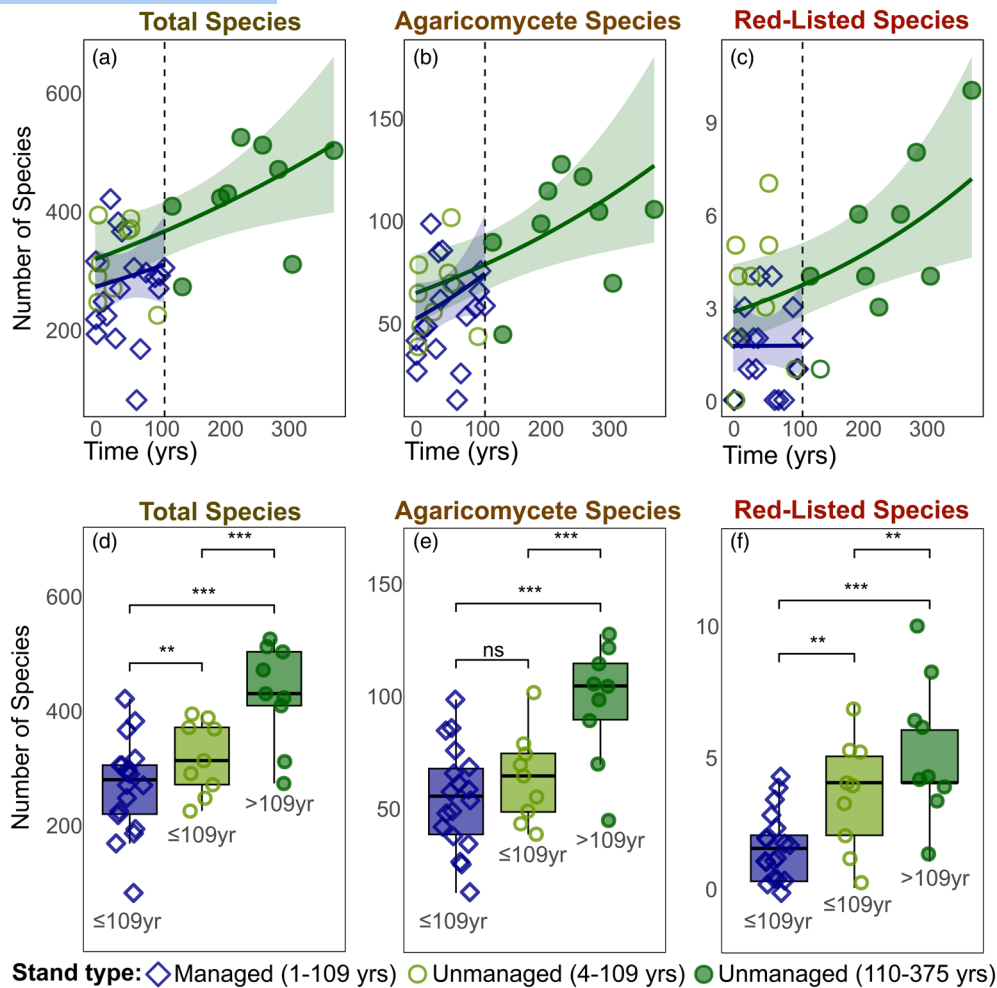 Total Species
Agaricomycete Species
Red-Listed Species
(a)
(b)
(c)
Number of Species
600
400
200
150
100
50
9
6
3
0
0 100 200 300
0 100 200 300
0 100 200 300
Time (yrs)
Time (yrs)
Time (yrs)
Total Species
Agaricomycete Species
Red-Listed Species
(d)
(e)
(f)
Number of Species
600
400
200
150
100
50
10
5
0
***
***
**
***
***
ns
**
***
**
≤109yr
≤109yr
>109yr
≤109yr
≤109yr
>109yr
≤109yr
≤109yr
>109yr
Stand type: Managed (1-109 yrs) Unmanaged (4-109 yrs) Unmanaged (110-375 yrs)